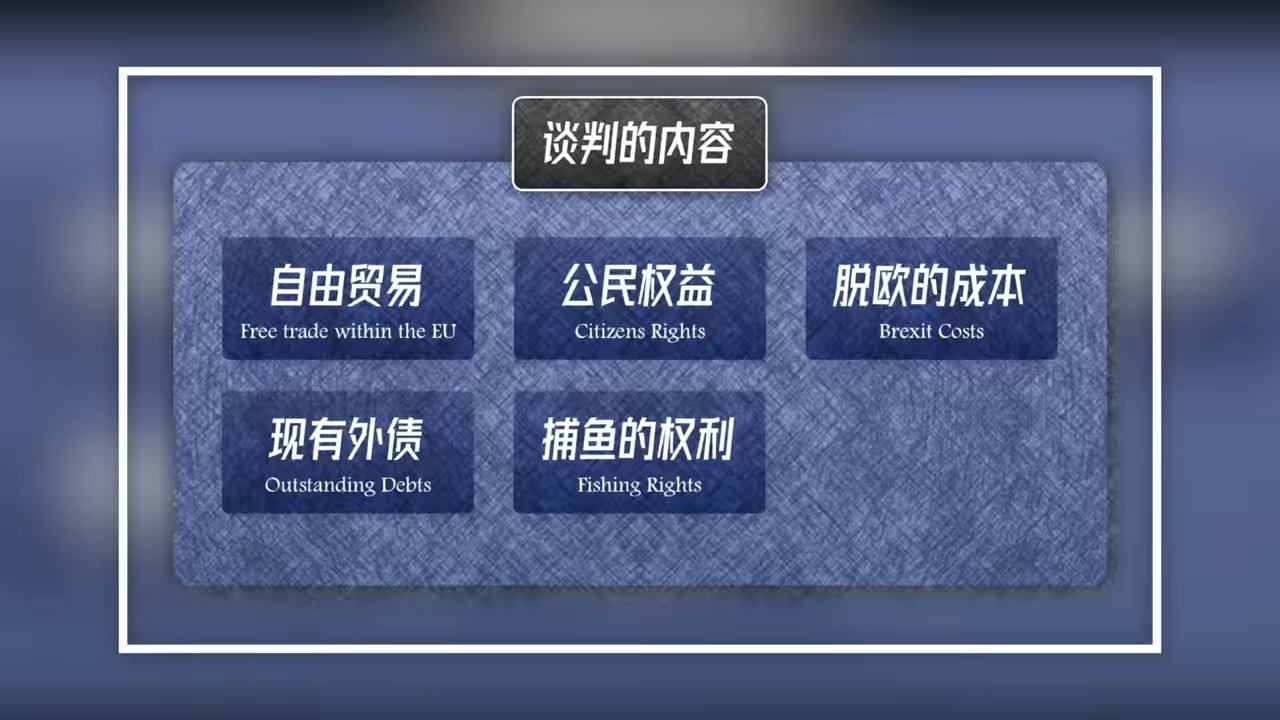 谈判的内容
自由贸易
Free trade within the EU
公民权益
Citizens Rights
脱欧的成本
Brexit Costs
现有外债
Outstanding Debts
捕鱼的权利
Fishing Rights